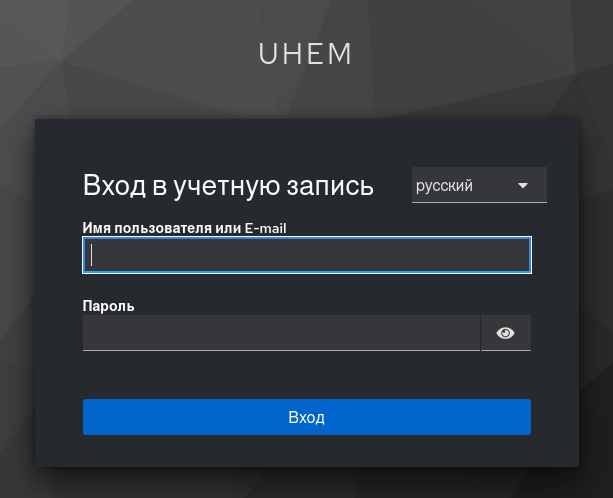 UHEM
Вход в учетную запись
русский
Имя пользователя или E-mail
Пароль
Вход